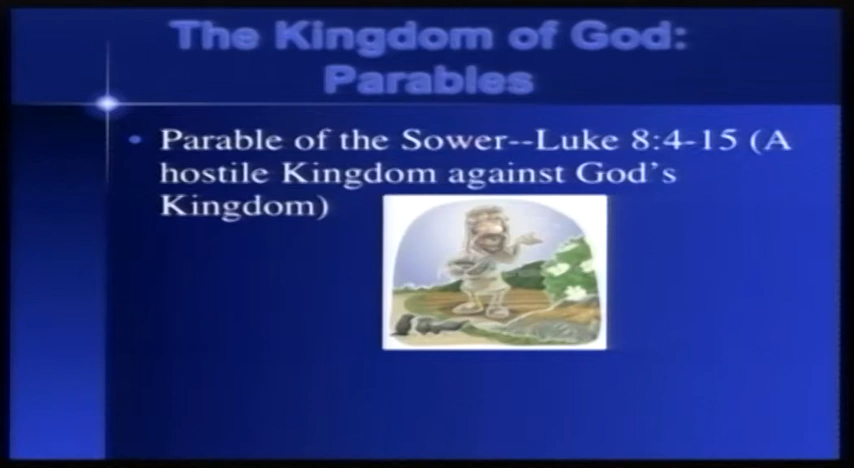 The Kingdom of God:
Parables
• Parable of the Sower--Luke 8:4-15 (A
hostile Kingdom against God's
Kingdom)